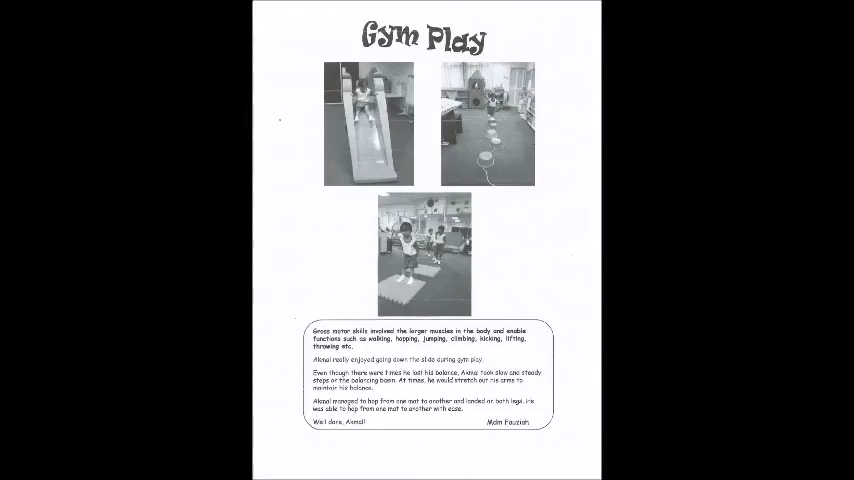 Gym Play
Gross motor skills involved the larger muscles in the body and enable
functions such as walking, hopping, jumping, climbing, kicking, lifting,
throwing etc.
Akmal really enjoyed going down the slide during gym play.
Even though there were times he lost his balance, Akmal took slow and steady
steps on the balancing basin. At times, he would stretch out his arms to
maintain his balance.
Akmal managed to hop from one mat to another and landed on both legs. He
was able to hop from one mat to another with ease.
Well done, Akmal!
Mdm Fauziah